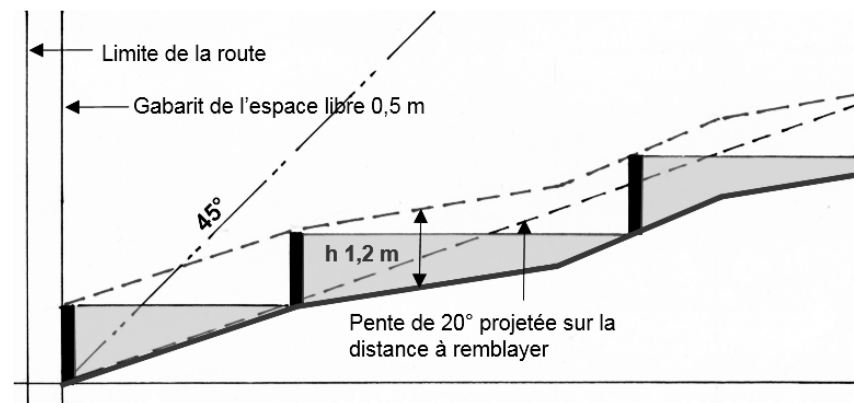 Limite de la route
Gabarit de l'espace libre 0,5 m
45°
h 1,2 m
Pente de 20° projetée sur la
distance à remblayer